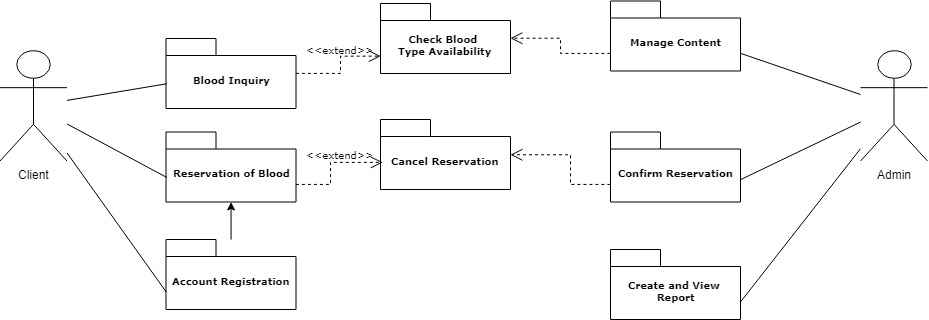 Check Blood
Type Availability
Manage Content
<<extend>>
Blood Inquiry
Client
Admin
<<extend>>
Reservation of Blood
Cancel Reservation
Confirm Reservation
Account Registration
Create and View
Report